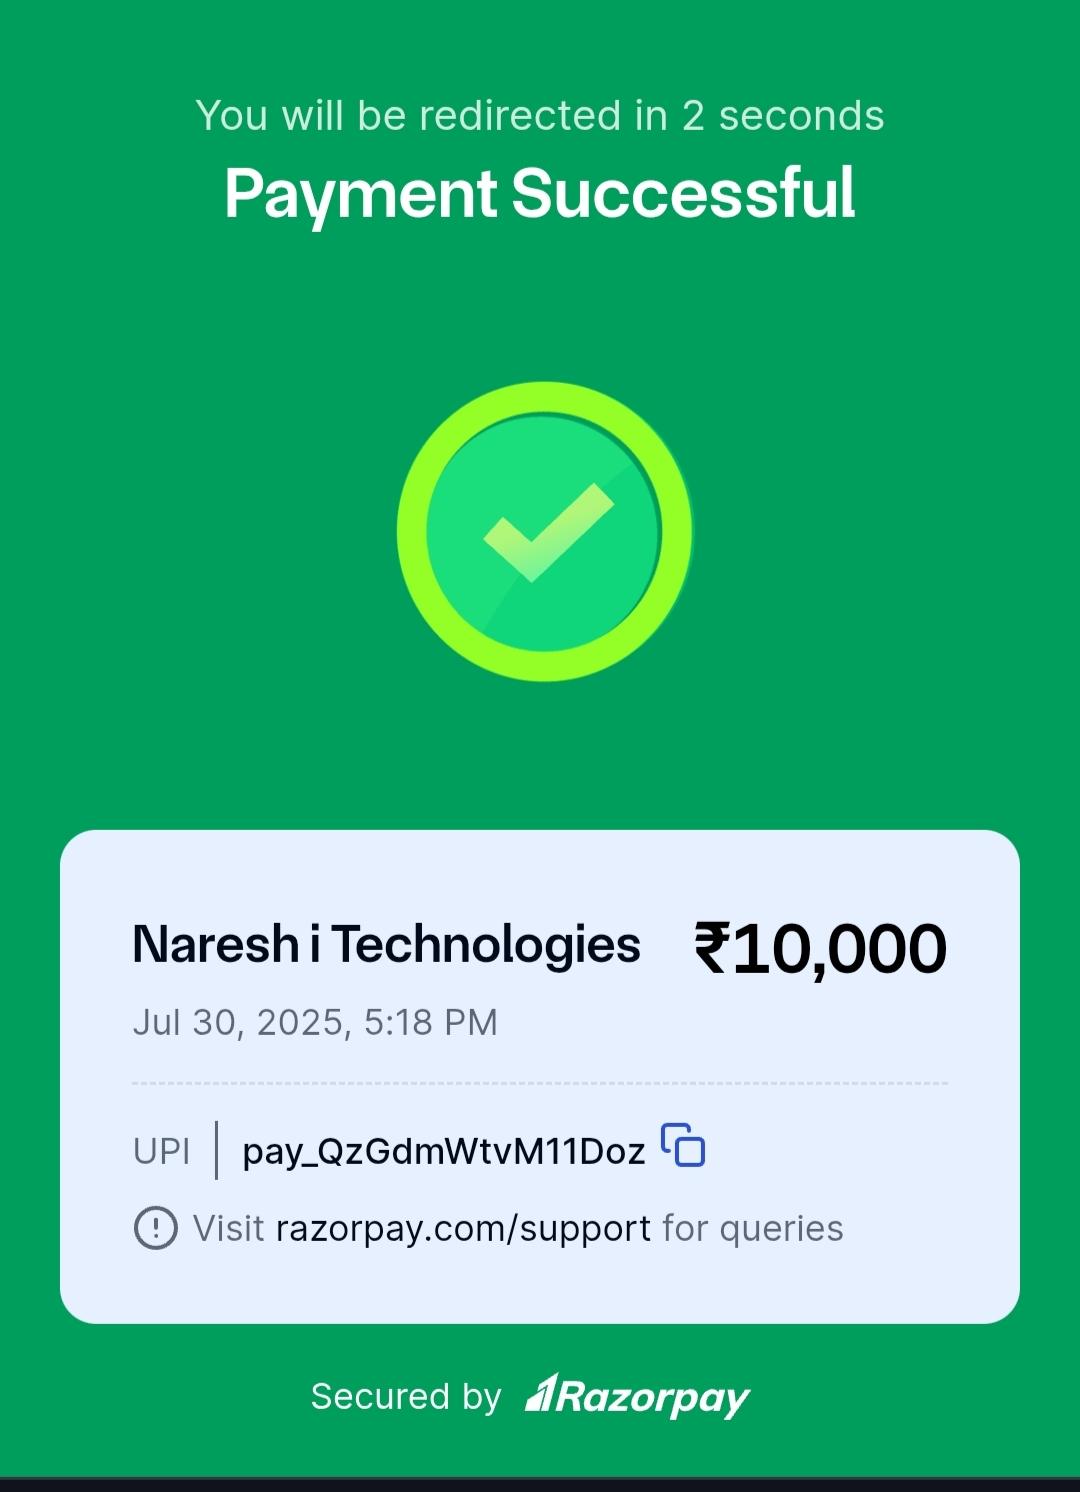 You will be redirected in 2 seconds
Payment Successful
Naresh i Technologies ₹10,000
Jul 30, 2025, 5:18 PM
UPI | pay_QzGdmWtvM11Doz
Visit razorpay.com/support for queries
Secured by Razorpay